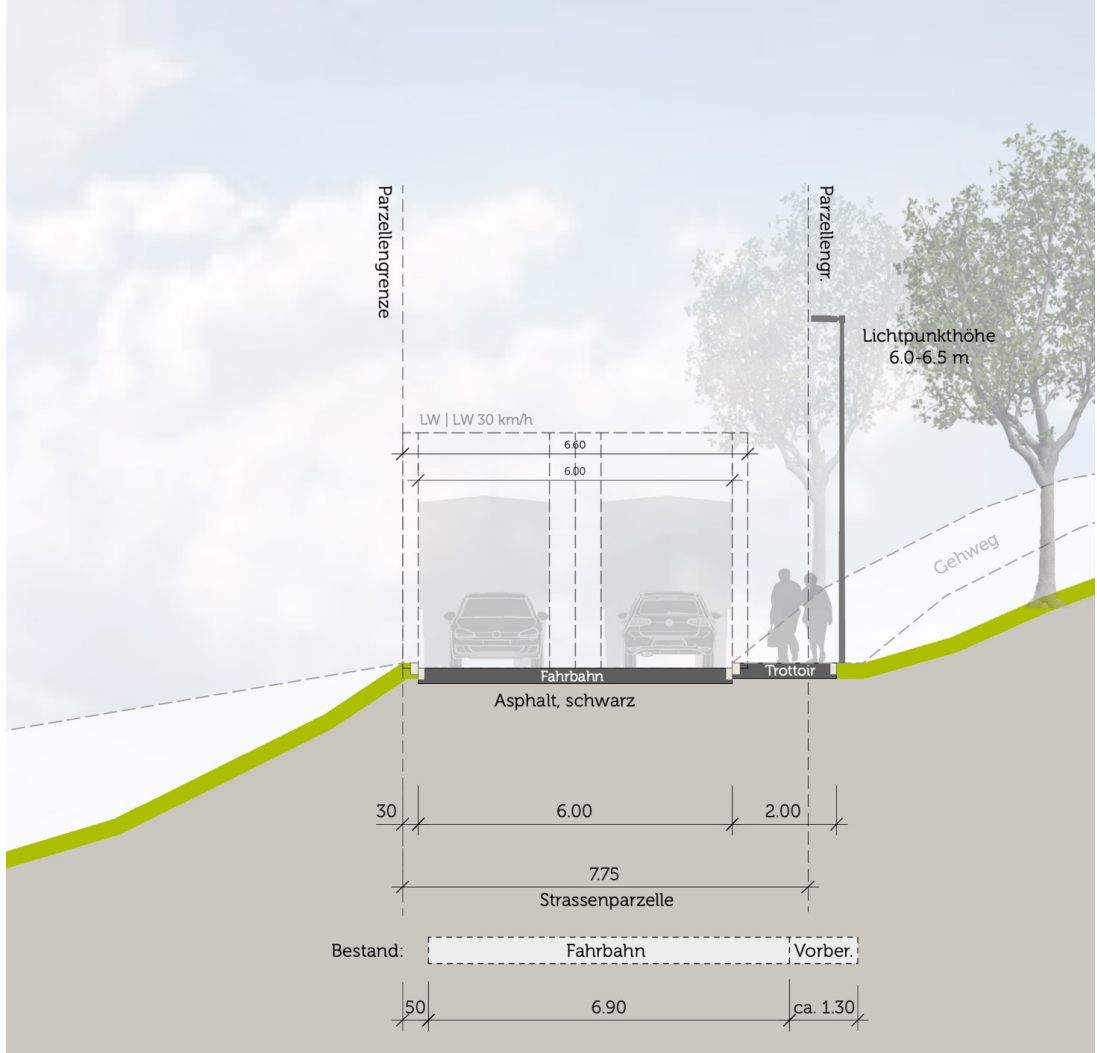 Parzellengrenze
Parzellengr.
Lichtpunkthöhe
6.0-6.5 m
LW | LW 30 km/h
6.60
6.00
Gehweg
Fahrbahn
Trottoir
Asphalt, schwarz
30
6.00
2.00
7.75
Strassenparzelle
Bestand:
Fahrbahn
Vorber.
50
6.90
ca. 1.30